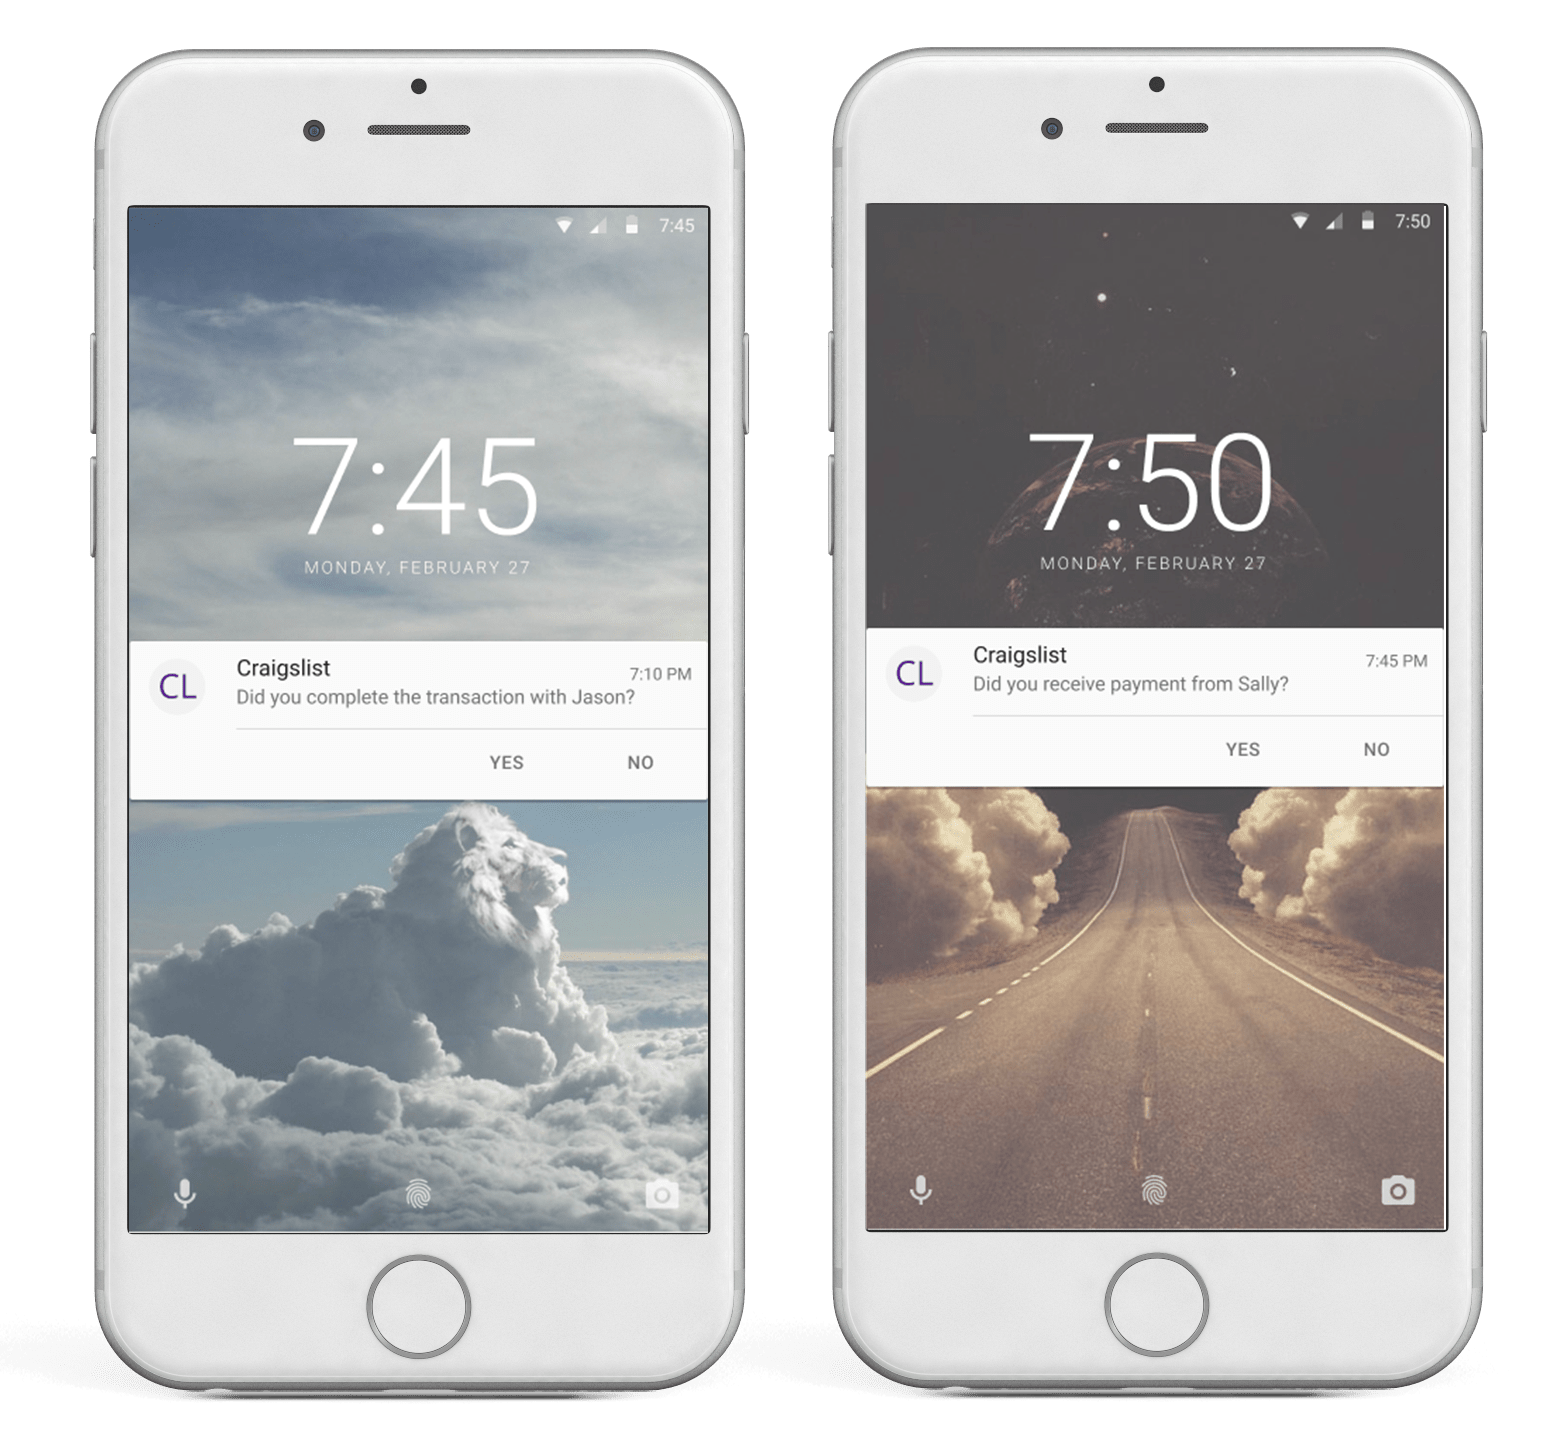 7:45
7:45
MONDAY, FEBRUARY 27
CL
Craigslist
7:10 PM
Did you complete the transaction with Jason?
YES NO
7:50
7:50
MONDAY, FEBRUARY 27
CL
Craigslist
7:45 PM
Did you receive payment from Sally?
YES NO